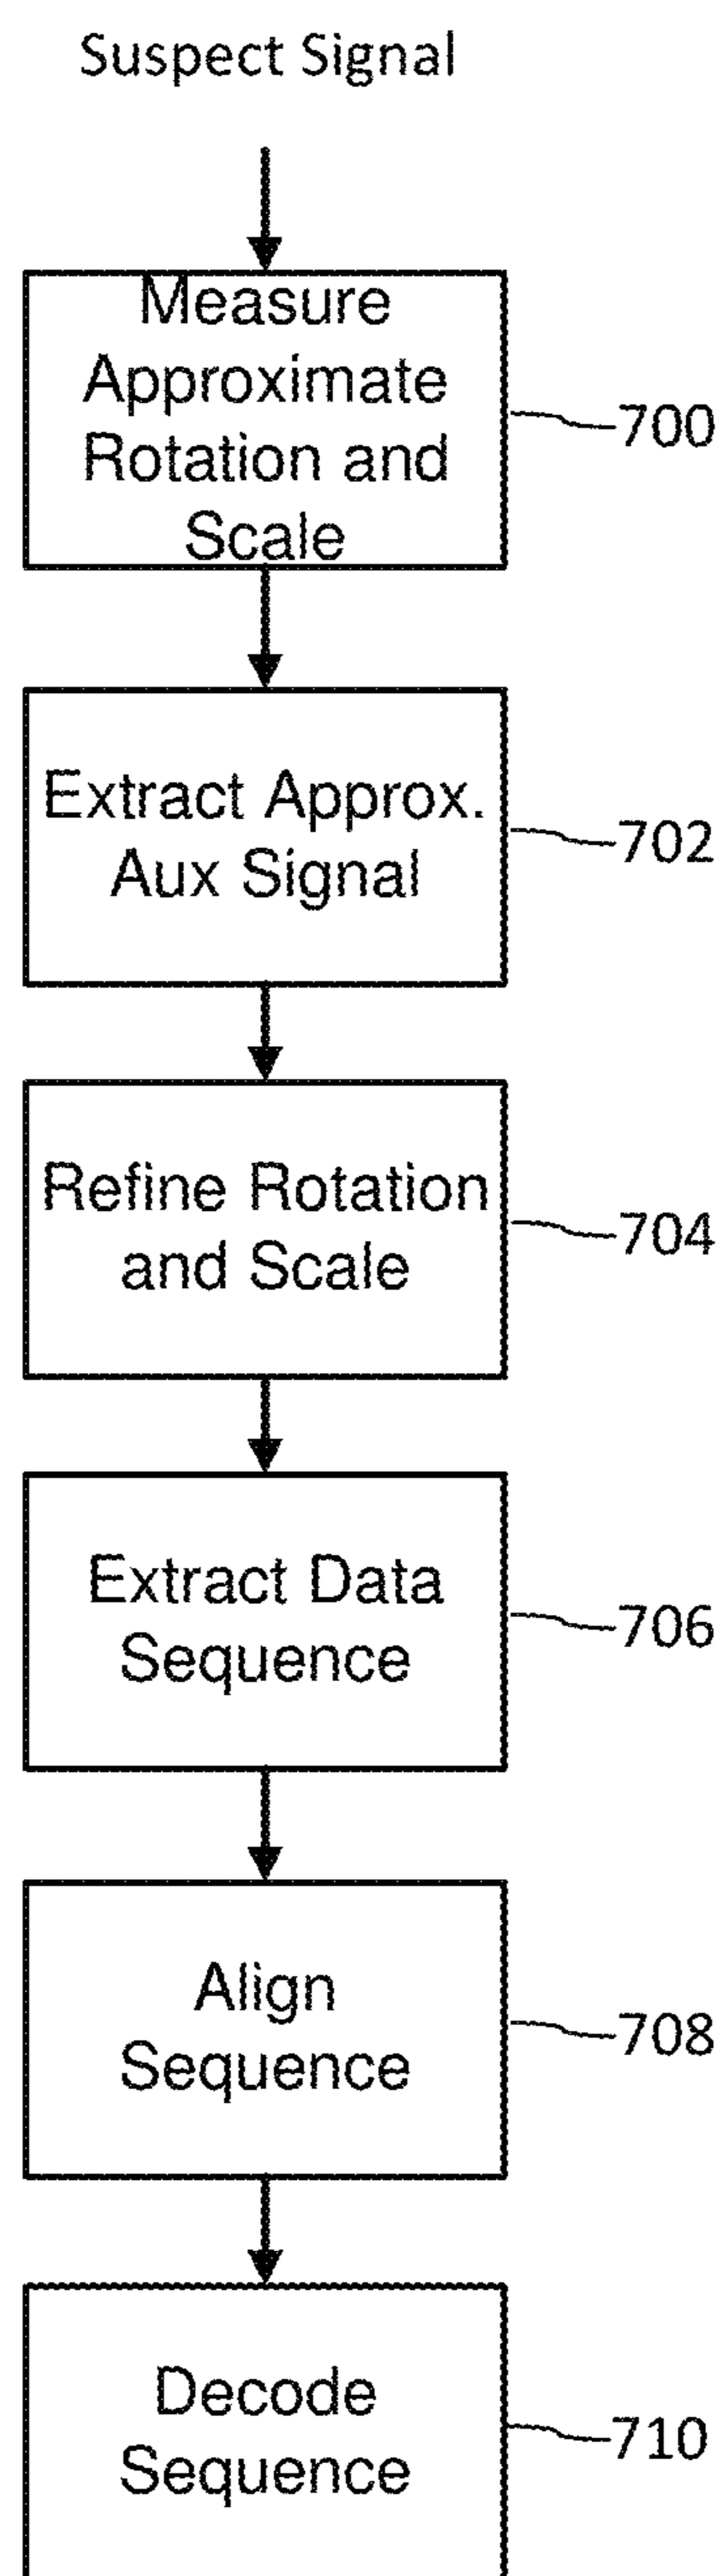 Suspect Signal
Measure
Approximate
Rotation and
Scale
700
Extract Approx.
Aux Signal
702
Refine Rotation
and Scale
704
Extract Data
Sequence
706
Align
Sequence
708
Decode
Sequence
710